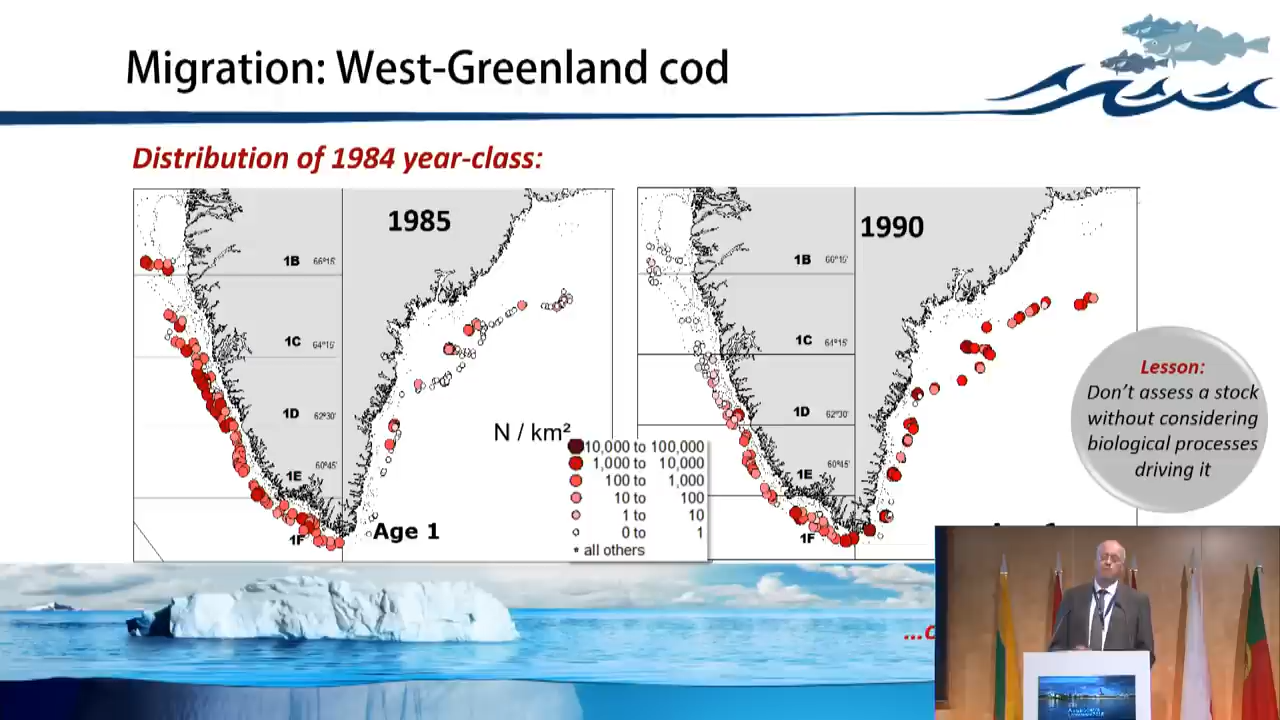 Migration: West-Greenland cod
Distribution of 1984 year-class:
1985
1B 66°15'
1C 64°15'
1D 62°30'
1E 60°45'
1F
Age 1
N / km²
10,000 to 100,000
1,000 to 10,000
100 to 1,000
10 to 100
1 to 10
0 to 1
* all others
1990
1B 66°15'
1C 64°15'
1D 62°30'
1E 60°45'
1F
Lesson:
Don't assess a stock
without considering
biological processes
driving it